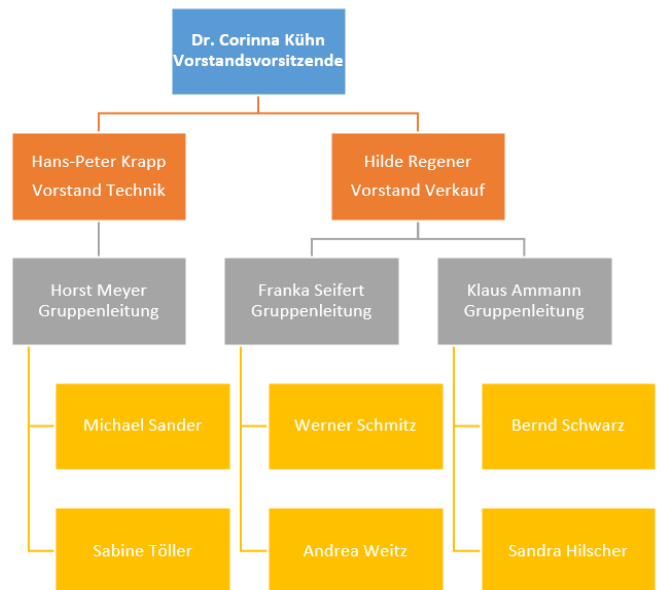 Dr. Corinna Kühn
Vorstandsvorsitzende
Hans-Peter Krapp
Vorstand Technik
Hilde Regener
Vorstand Verkauf
Horst Meyer
Gruppenleitung
Franka Seifert
Gruppenleitung
Klaus Ammann
Gruppenleitung
Michael Sander
Werner Schmitz
Bernd Schwarz
Sabine Töller
Andrea Weitz
Sandra Hilscher